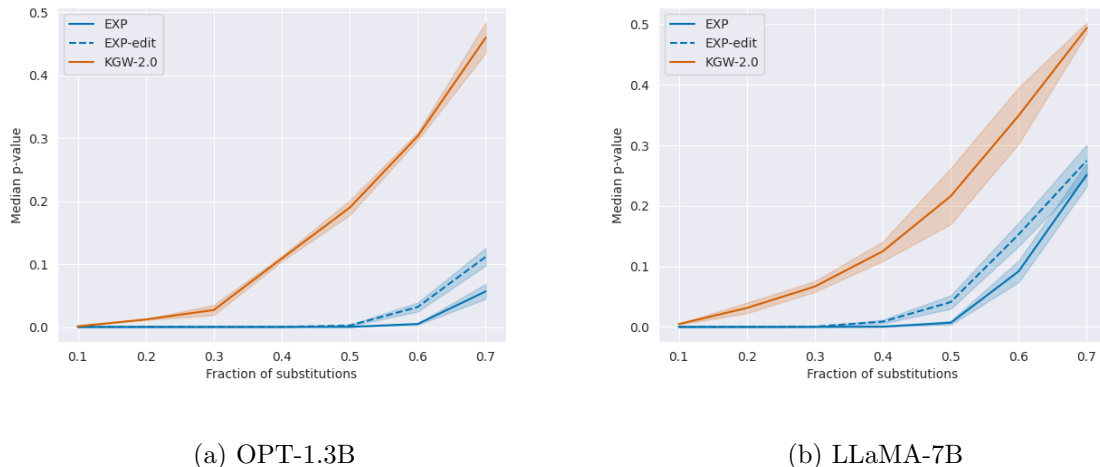 EXP
EXP-edit
KGW-2.0
0.5
0.4
0.3
0.2
0.1
0.0
Median p-value
0.1 0.2 0.3 0.4 0.5 0.6 0.7
Fraction of substitutions
(a) OPT-1.3B
EXP
EXP-edit
KGW-2.0
0.5
0.4
0.3
0.2
0.1
0.0
Median p-value
0.1 0.2 0.3 0.4 0.5 0.6 0.7
Fraction of substitutions
(b) LLaMA-7B